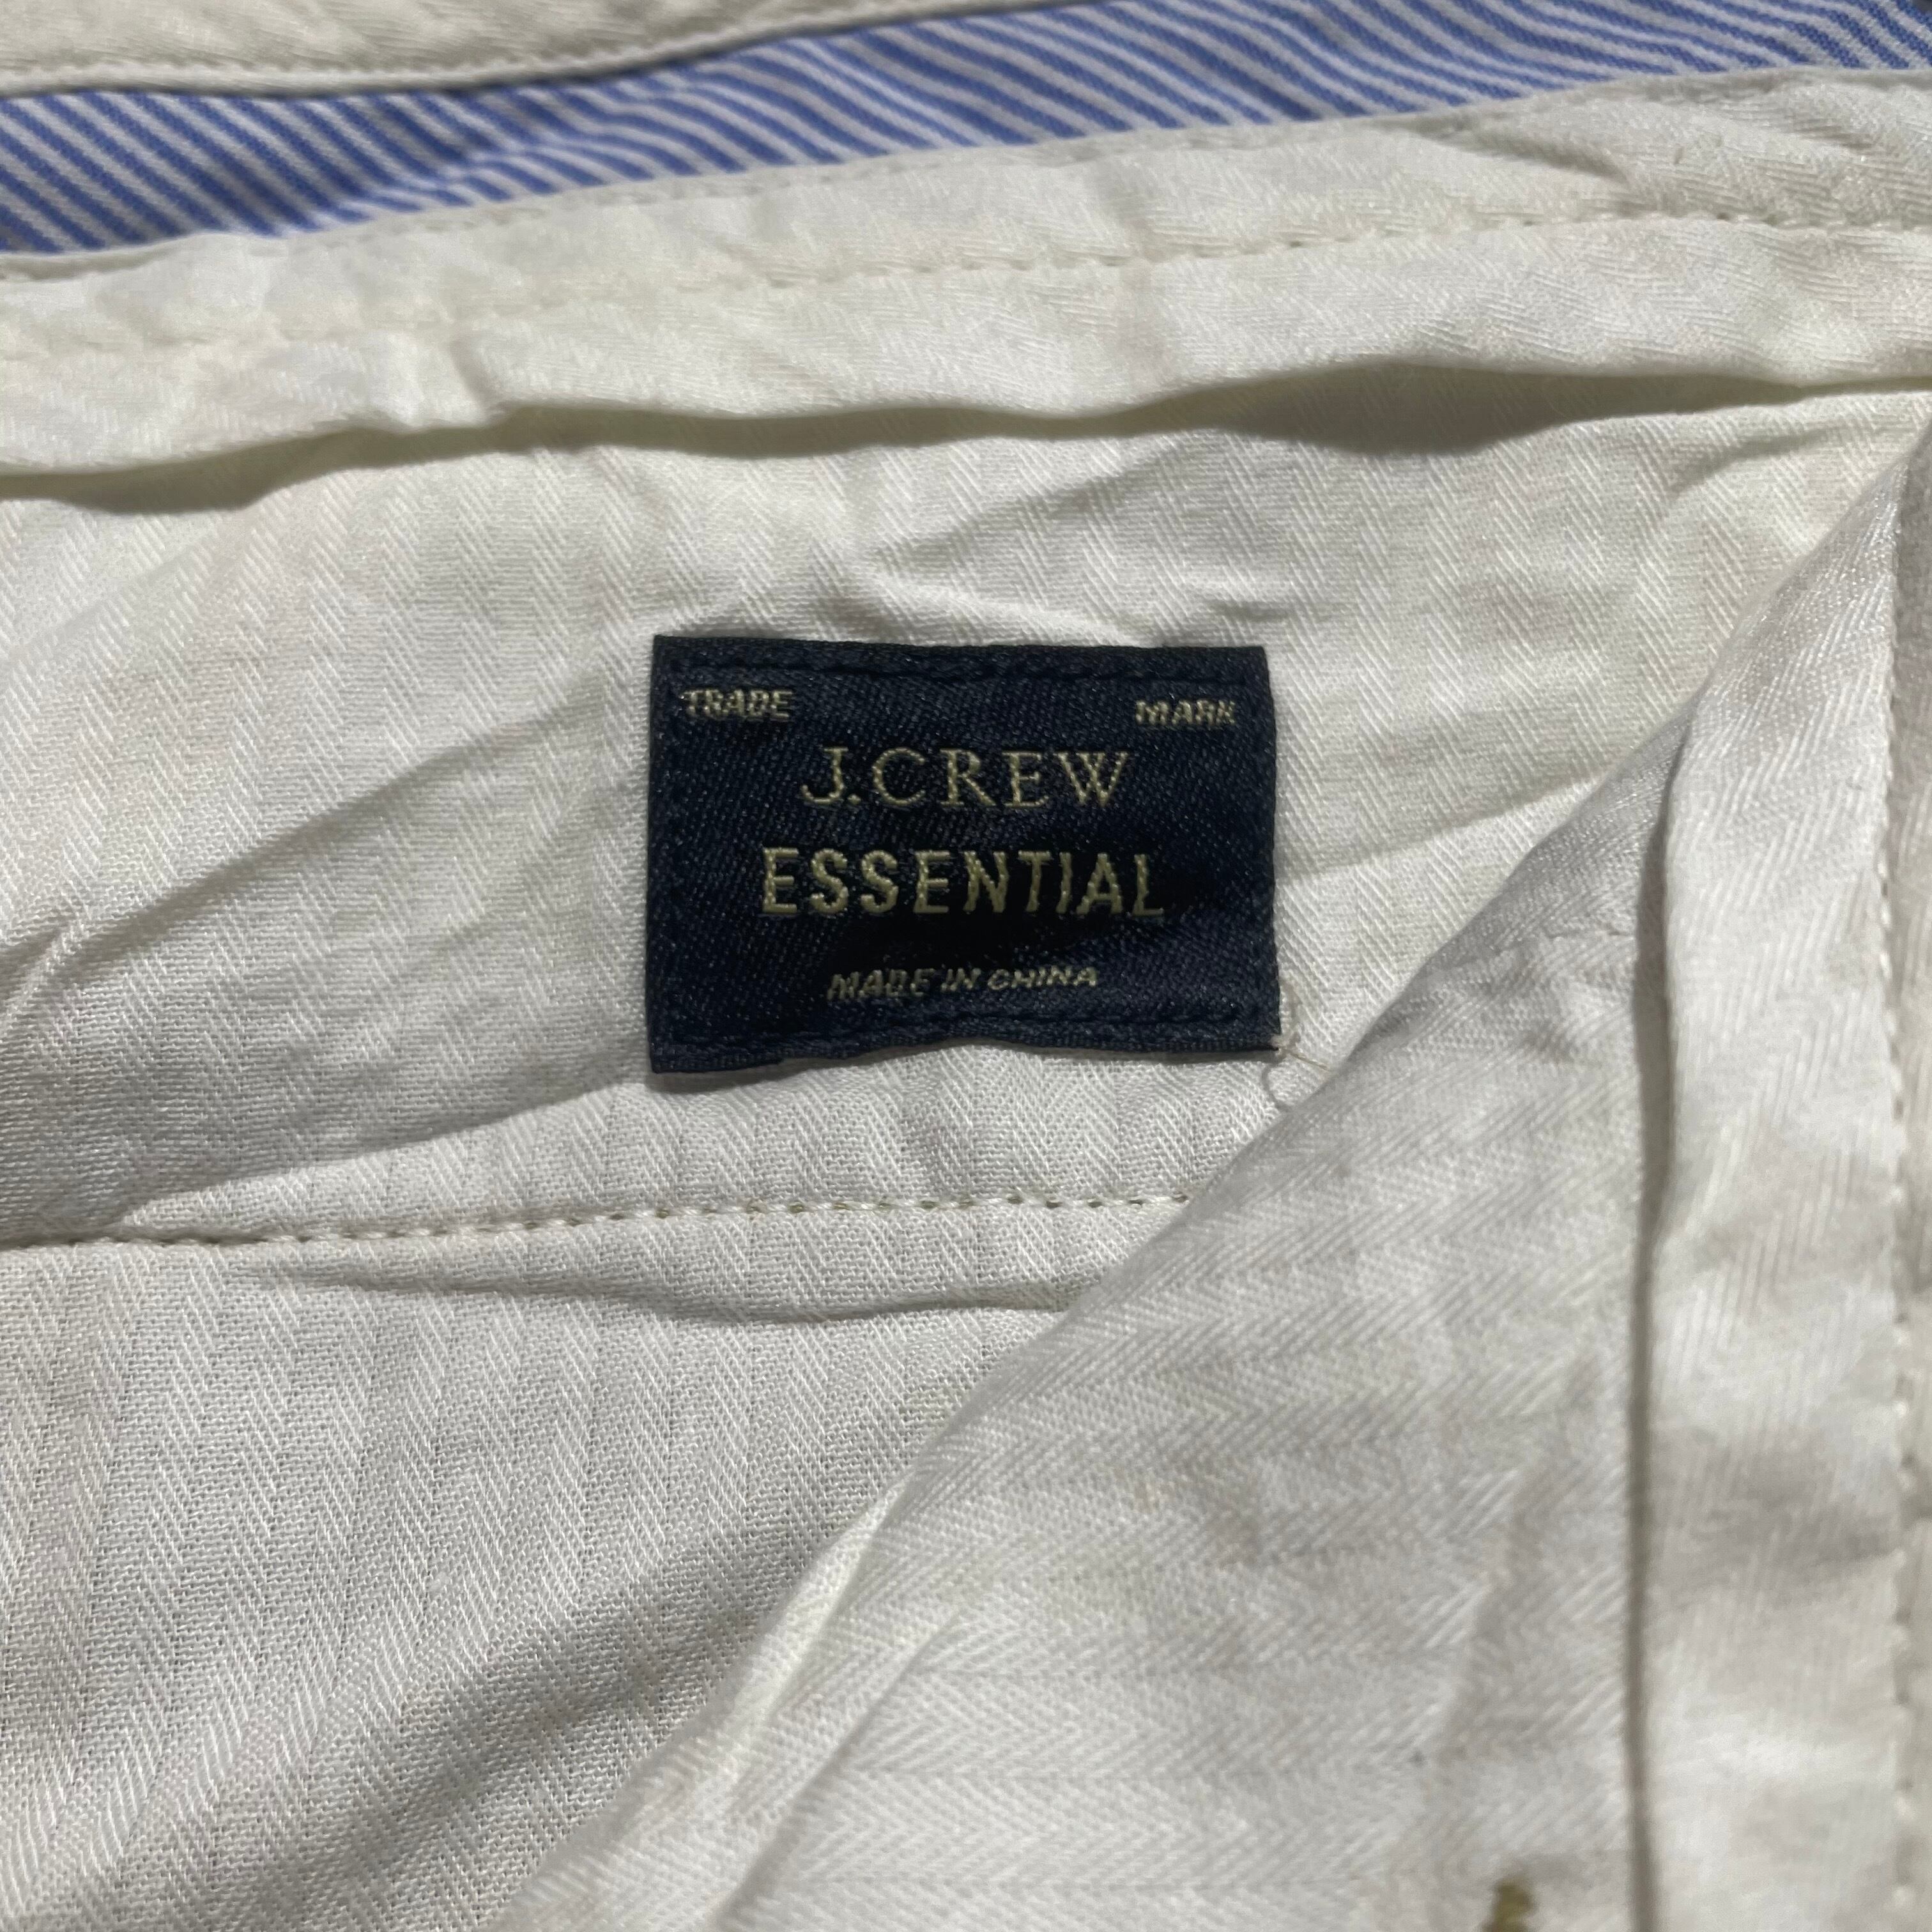 TRADE MARK
J.CREW
ESSENTIAL
MADE IN CHINA